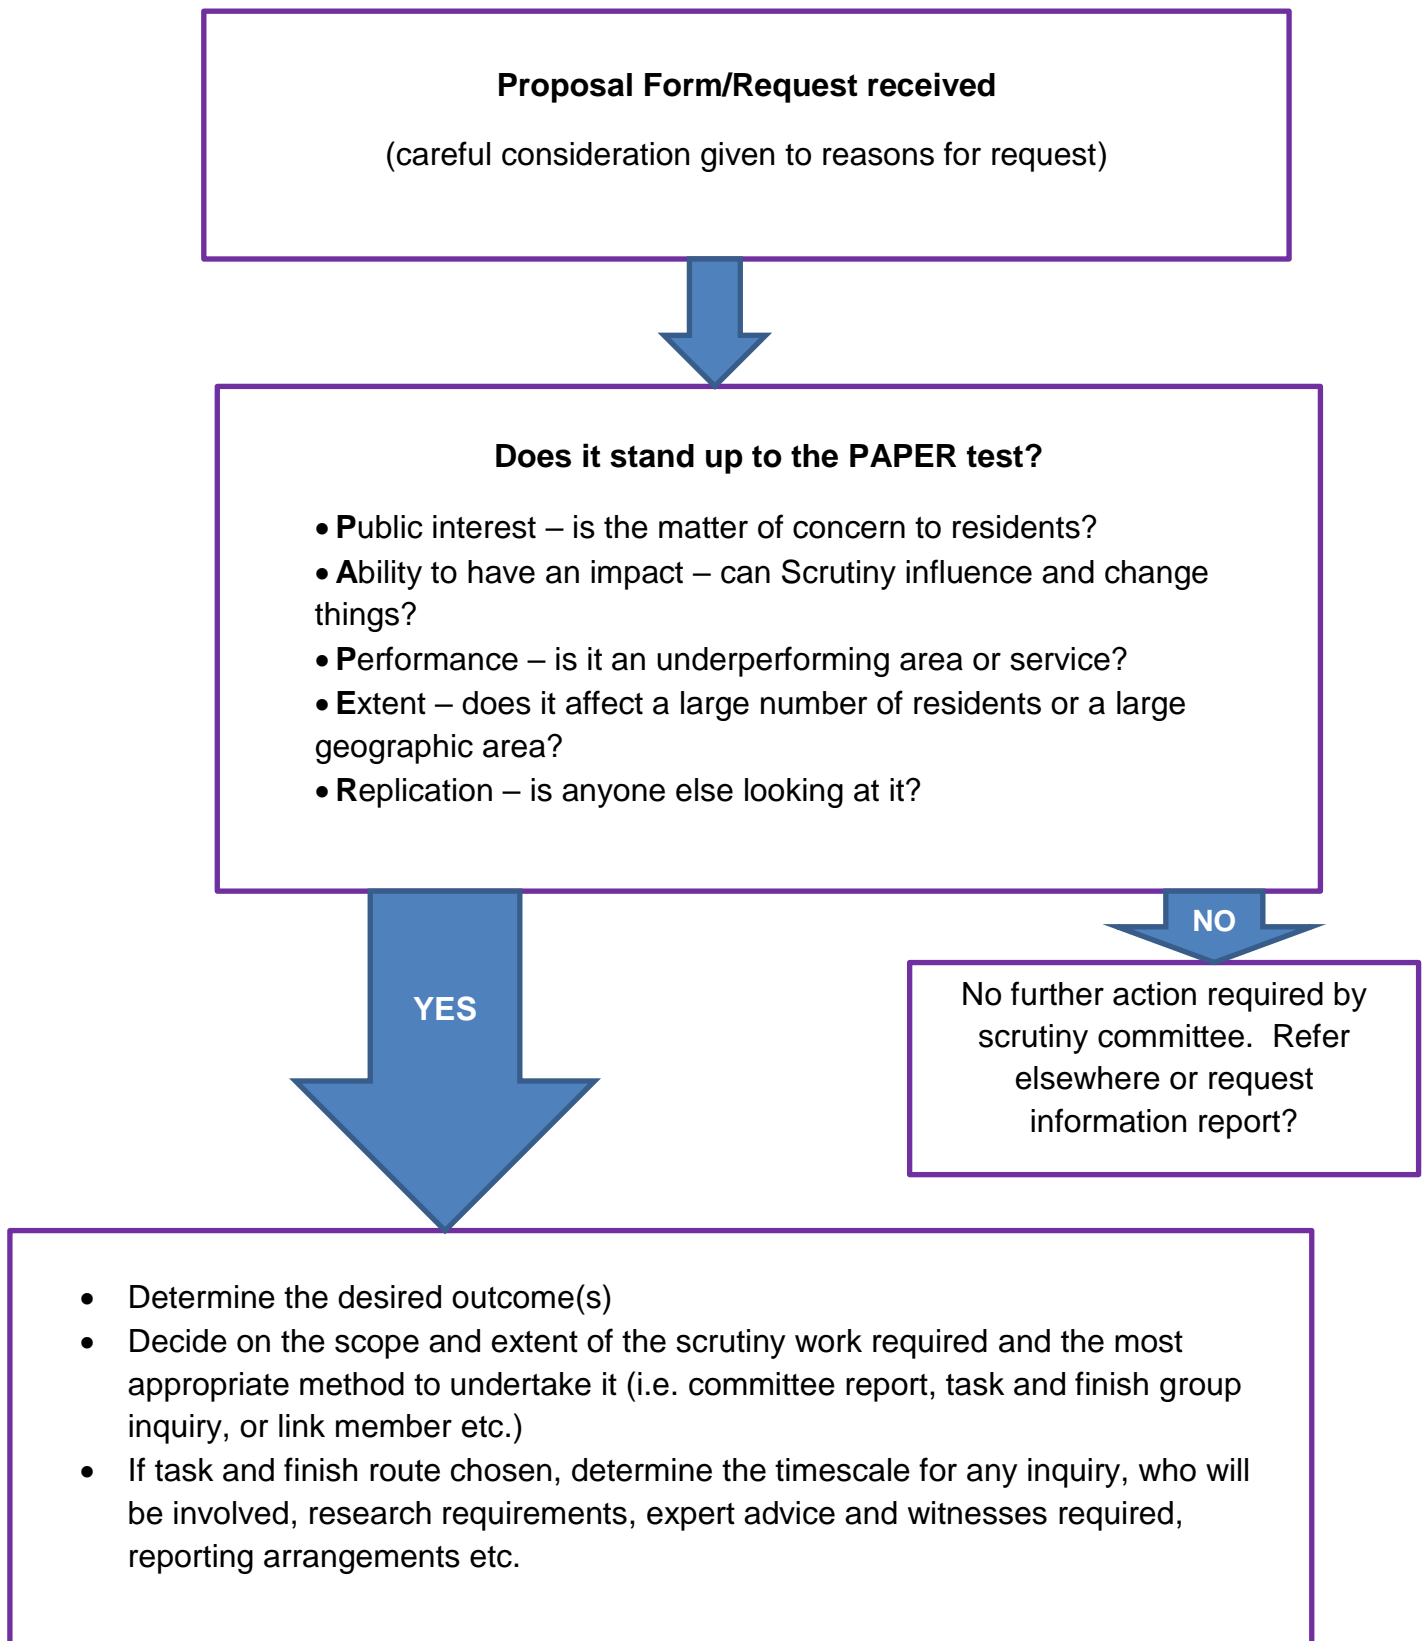 Proposal Form/Request received
(careful consideration given to reasons for request)
Does it stand up to the PAPER test?
• Public interest – is the matter of concern to residents?
• Ability to have an impact – can Scrutiny influence and change
things?
• Performance – is it an underperforming area or service?
• Extent – does it affect a large number of residents or a large
geographic area?
• Replication – is anyone else looking at it?
NO
No further action required by
scrutiny committee.  Refer
elsewhere or request
information report?
YES
• Determine the desired outcome(s)
• Decide on the scope and extent of the scrutiny work required and the most
appropriate method to undertake it (i.e. committee report, task and finish group
inquiry, or link member etc.)
• If task and finish route chosen, determine the timescale for any inquiry, who will
be involved, research requirements, expert advice and witnesses required,
reporting arrangements etc.